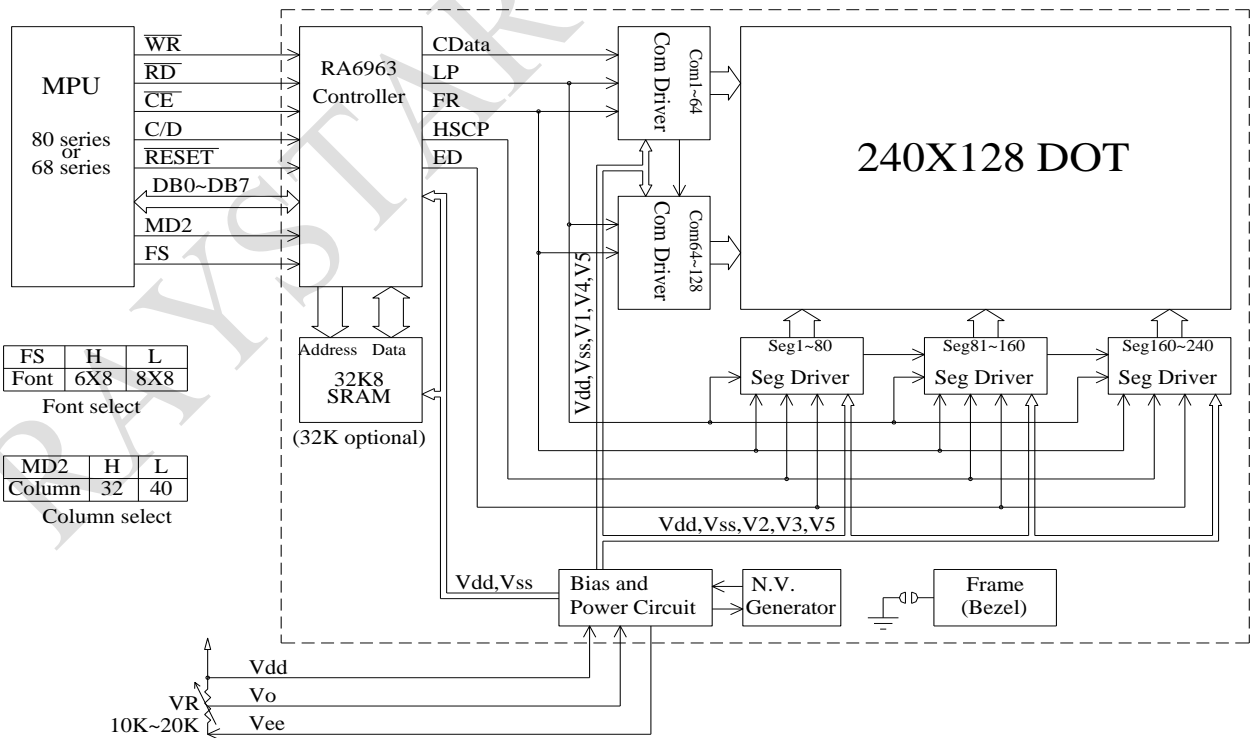 RAYSTAR
MPU
80 series
or
68 series
WR
RD
CE
C/D
RESET
DB0~DB7
MD2
FS
RA6963
Controller
CData
LP
FR
HSCP
ED
Com Driver
Com1~64
Com Driver
Com64~128
240X128 DOT
Vdd,Vss,V1,V4,V5
Address Data
32K8
SRAM
(32K optional)
FS H L
Font 6X8 8X8
Font select
MD2 H L
Column 32 40
Column select
Seg1~80
Seg Driver
Seg81~160
Seg Driver
Seg160~240
Seg Driver
Vdd,Vss,V2,V3,V5
Vdd,Vss
Bias and
Power Circuit
N.V.
Generator
Frame
(Bezel)
Vdd
Vo
Vee
VR
10K~20K